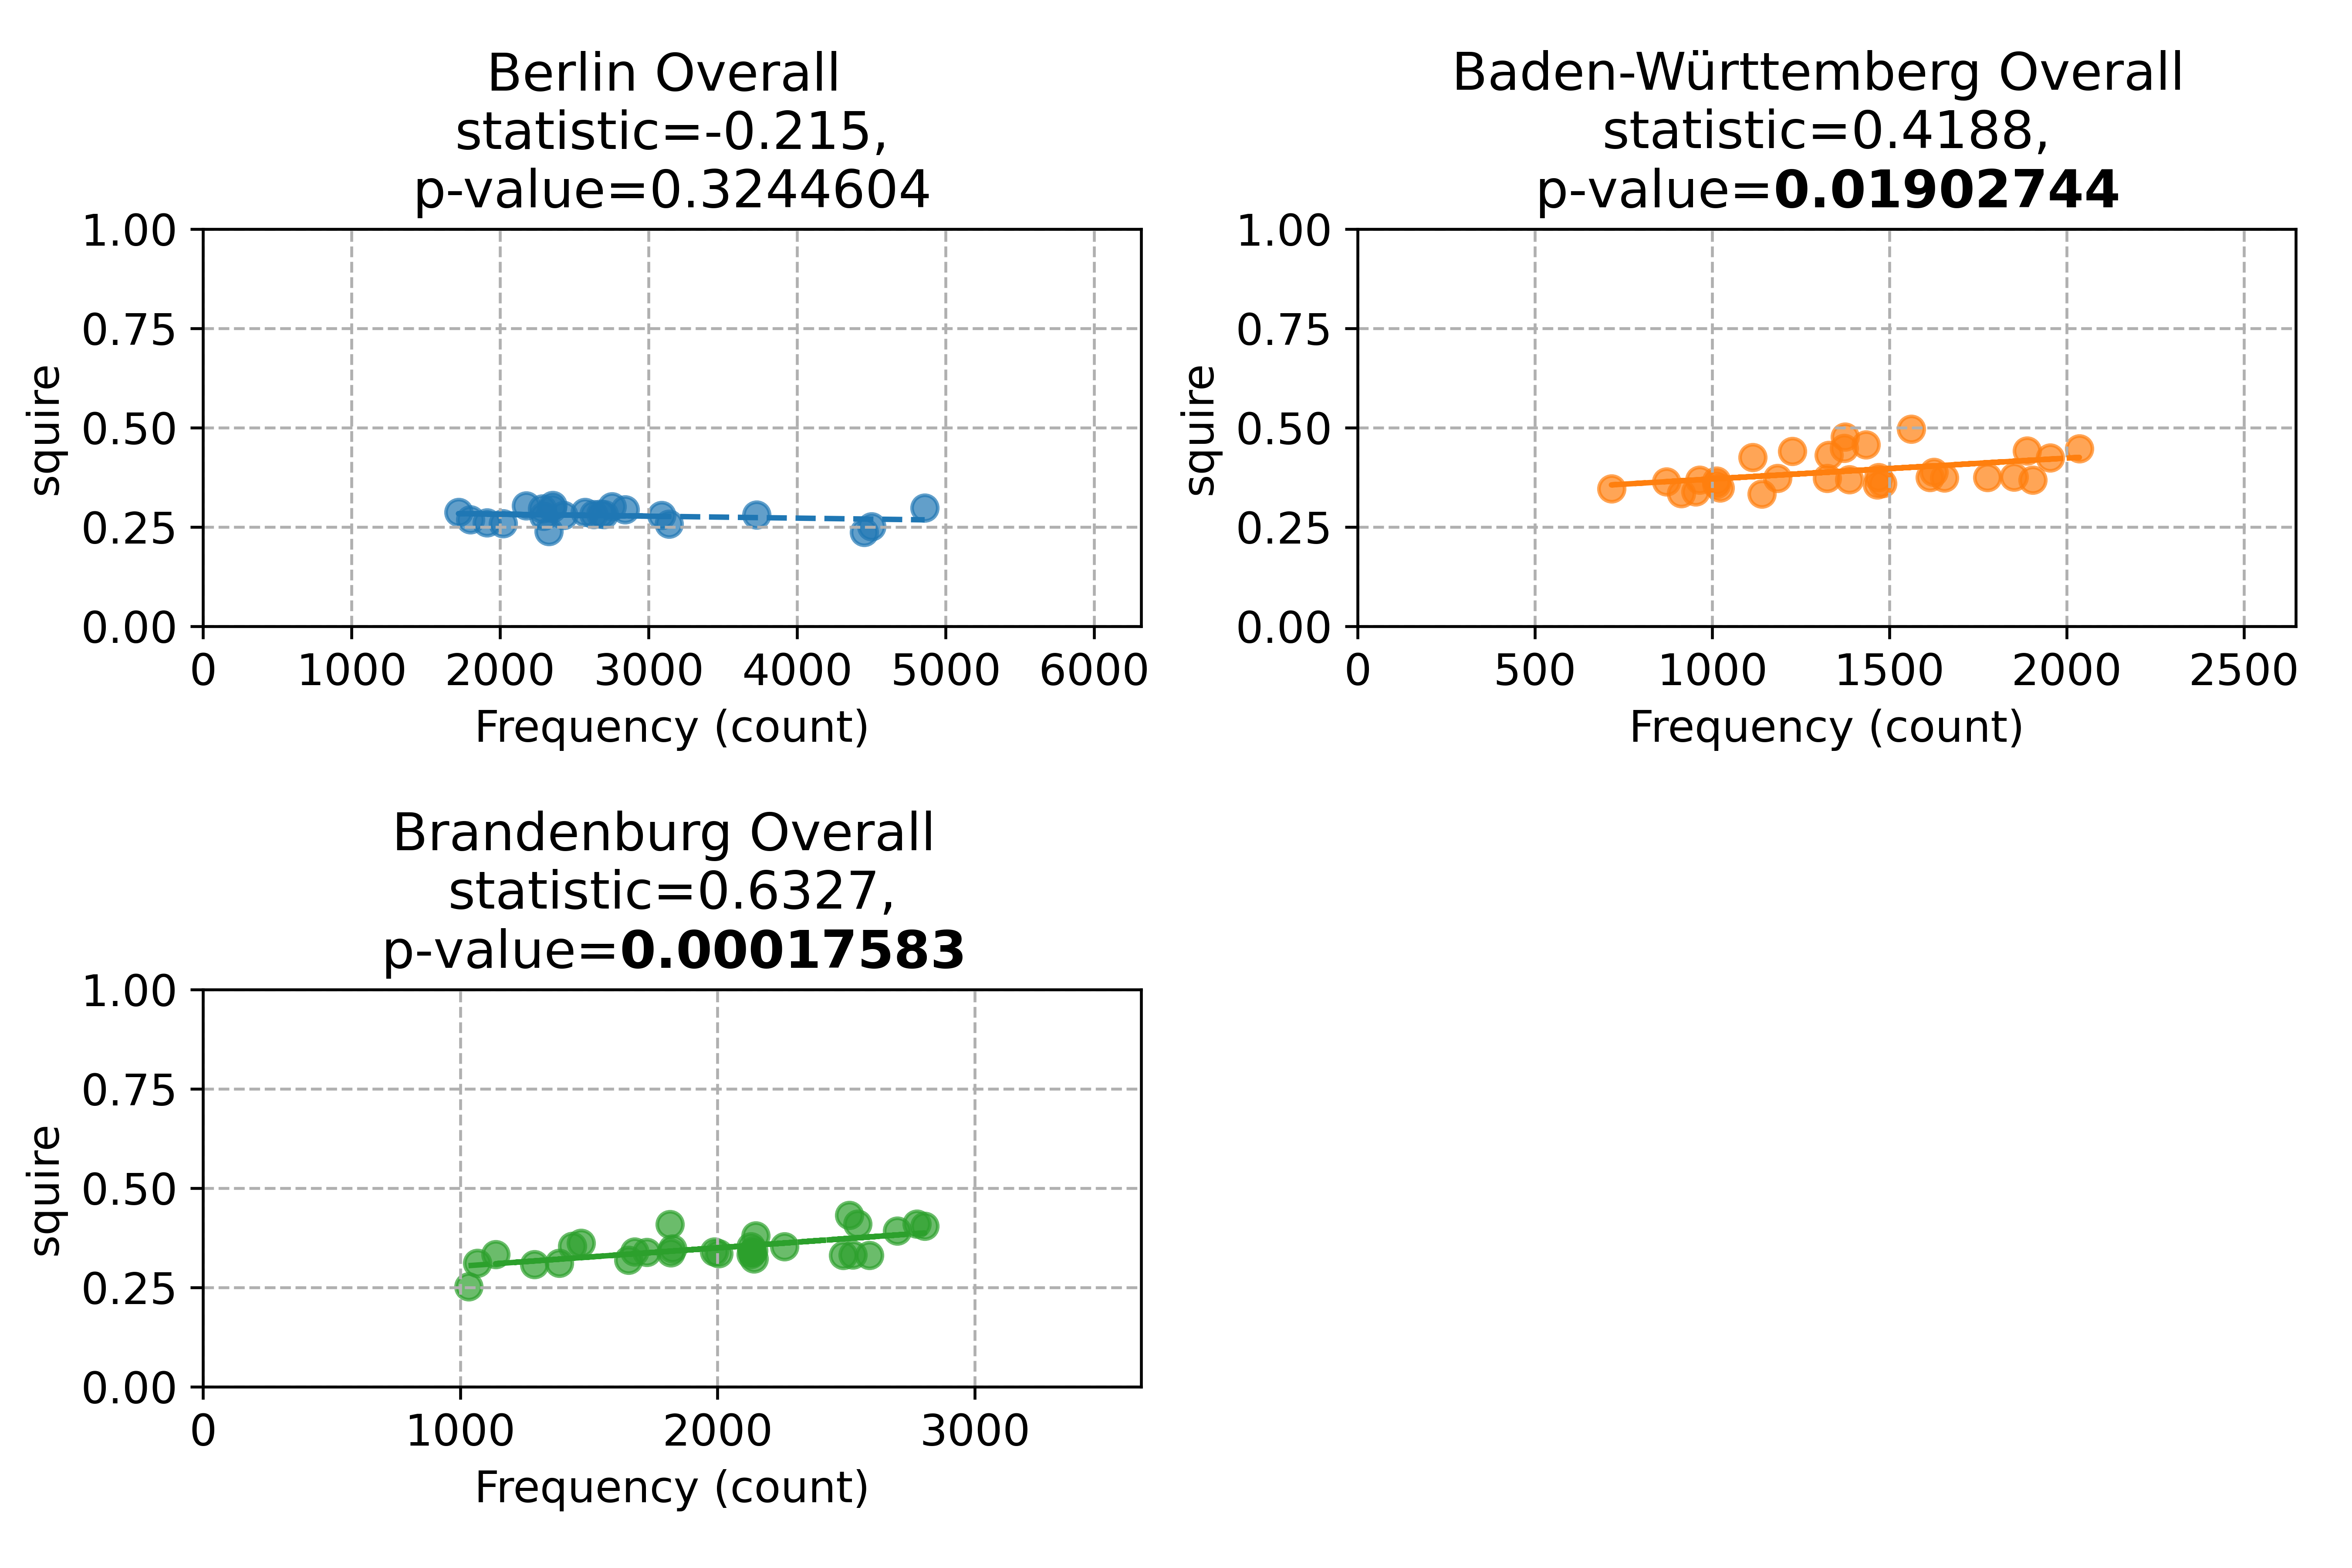 Berlin Overall
statistic=-0.215,
p-value=0.3244604
1.00
0.75
0.50
0.25
0.00
squire
0 1000 2000 3000 4000 5000 6000
Frequency (count)
Baden-Württemberg Overall
statistic=0.4188,
p-value=0.01902744
1.00
0.75
0.50
0.25
0.00
squire
0 500 1000 1500 2000 2500
Frequency (count)
Brandenburg Overall
statistic=0.6327,
p-value=0.00017583
1.00
0.75
0.50
0.25
0.00
squire
0 1000 2000 3000
Frequency (count)